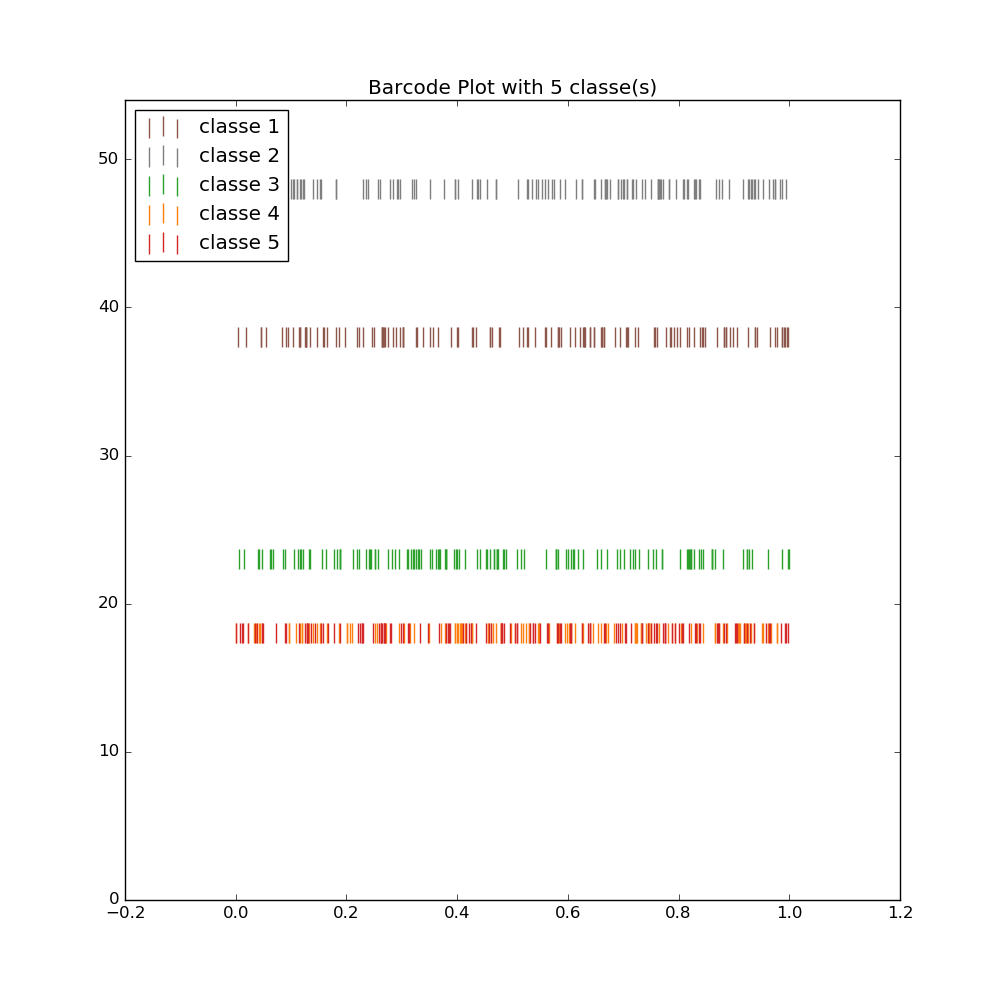 Barcode Plot with 5 classe(s)
classe 1
classe 2
classe 3
classe 4
classe 5
50
40
30
20
10
0
−0.2 0.0 0.2 0.4 0.6 0.8 1.0 1.2